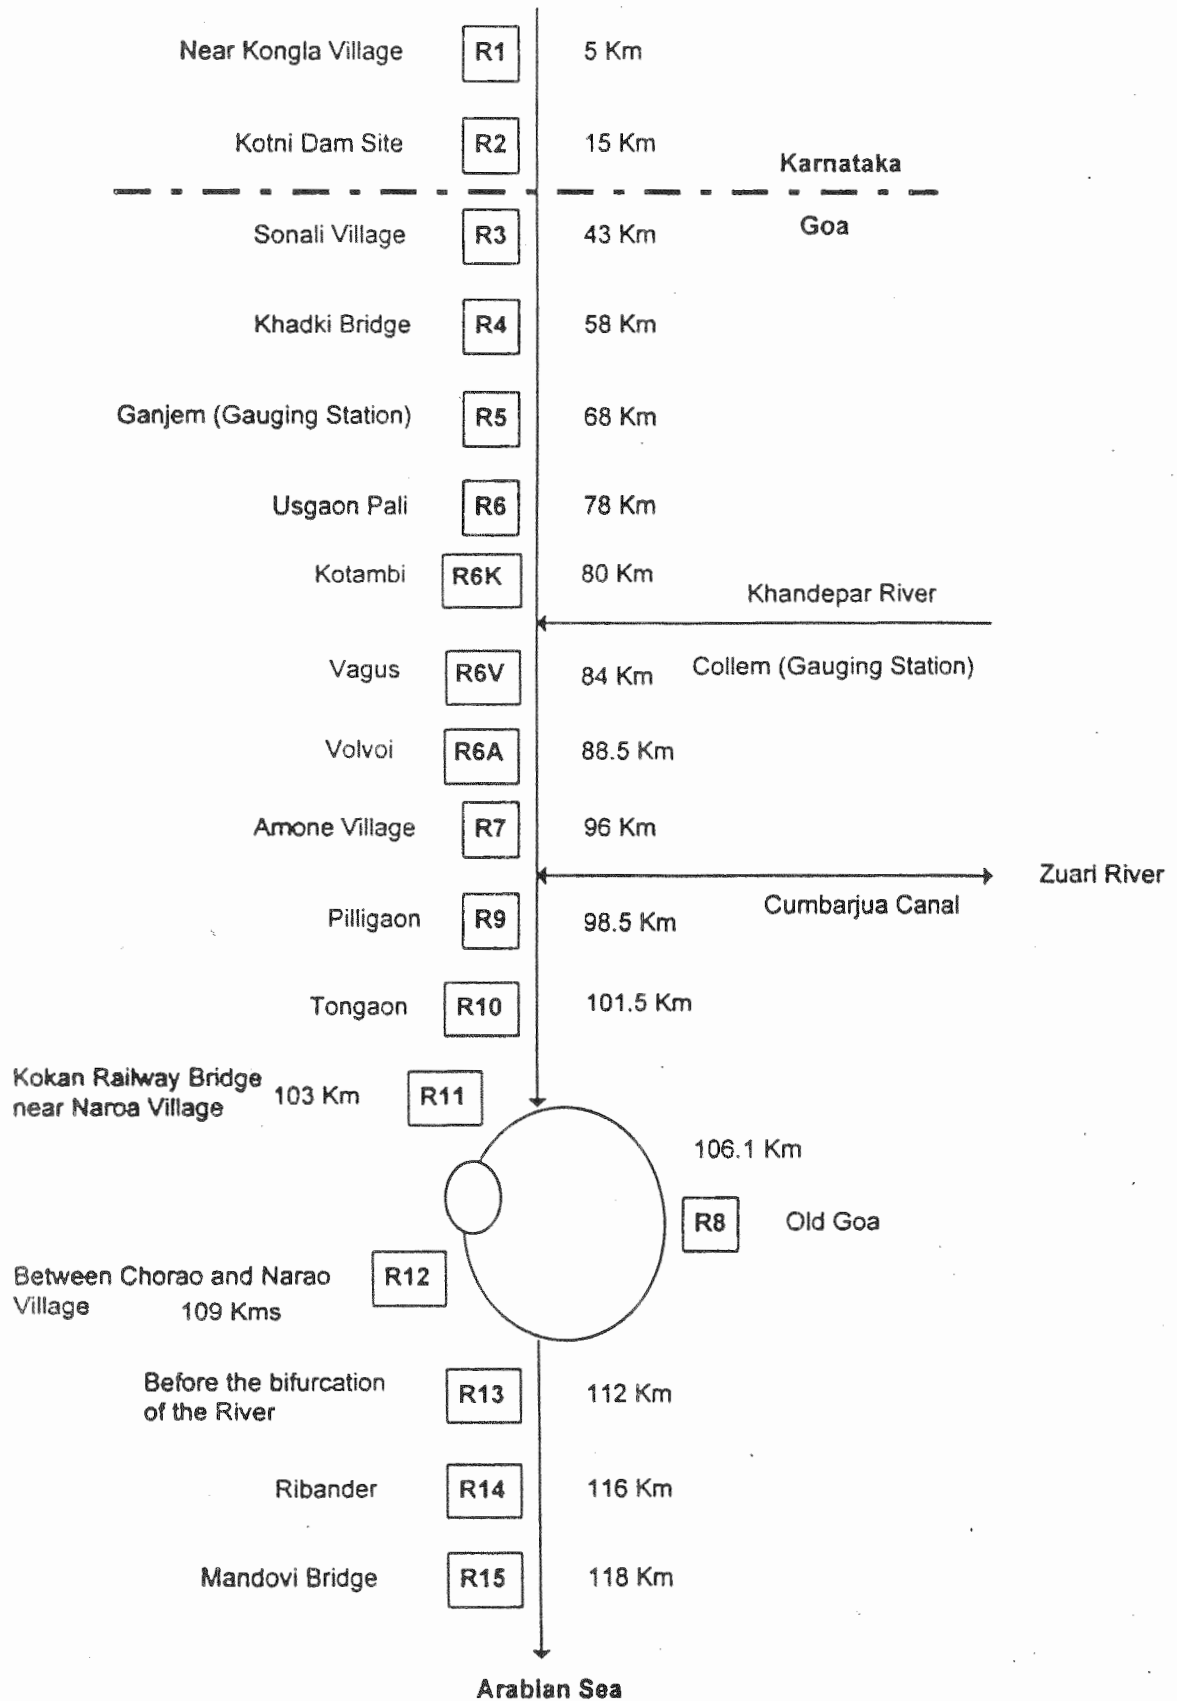 Near Kongla Village R1 5 Km
Kotni Dam Site R2 15 Km
Karnataka
Goa
Sonali Village R3 43 Km
Khadki Bridge R4 58 Km
Ganjem (Gauging Station) R5 68 Km
Usgaon Pali R6 78 Km
Kotambi R6K 80 Km
Khandepar River
Collem (Gauging Station)
Vagus R6V 84 Km
Volvoi R6A 88.5 Km
Amone Village R7 96 Km
Zuari River
Cumbarjua Canal
Pilligaon R9 98.5 Km
Tongaon R10 101.5 Km
Kokan Railway Bridge
near Naroa Village 103 Km R11
106.1 Km
R8 Old Goa
Between Chorao and Narao R12
Village 109 Kms
Before the bifurcation
of the River R13 112 Km
Ribander R14 116 Km
Mandovi Bridge R15 118 Km
Arabian Sea